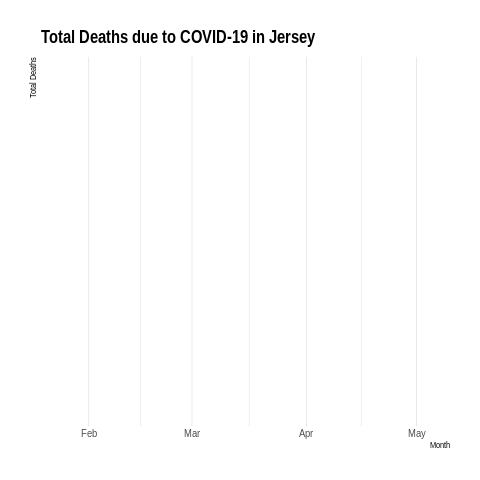 Total Deaths due to COVID-19 in Jersey
Total Deaths
Feb Mar Apr May
Month